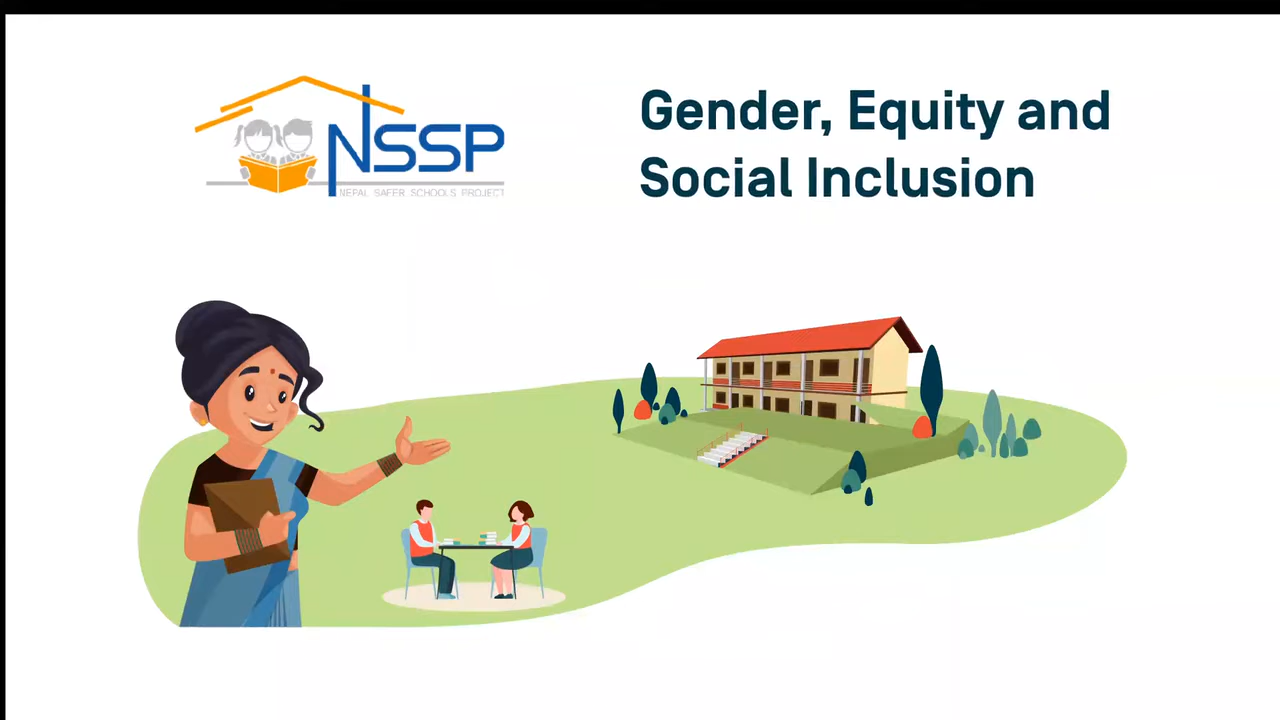 NSSP
NEPAL SAFER SCHOOLS PROJECT
Gender, Equity and
Social Inclusion